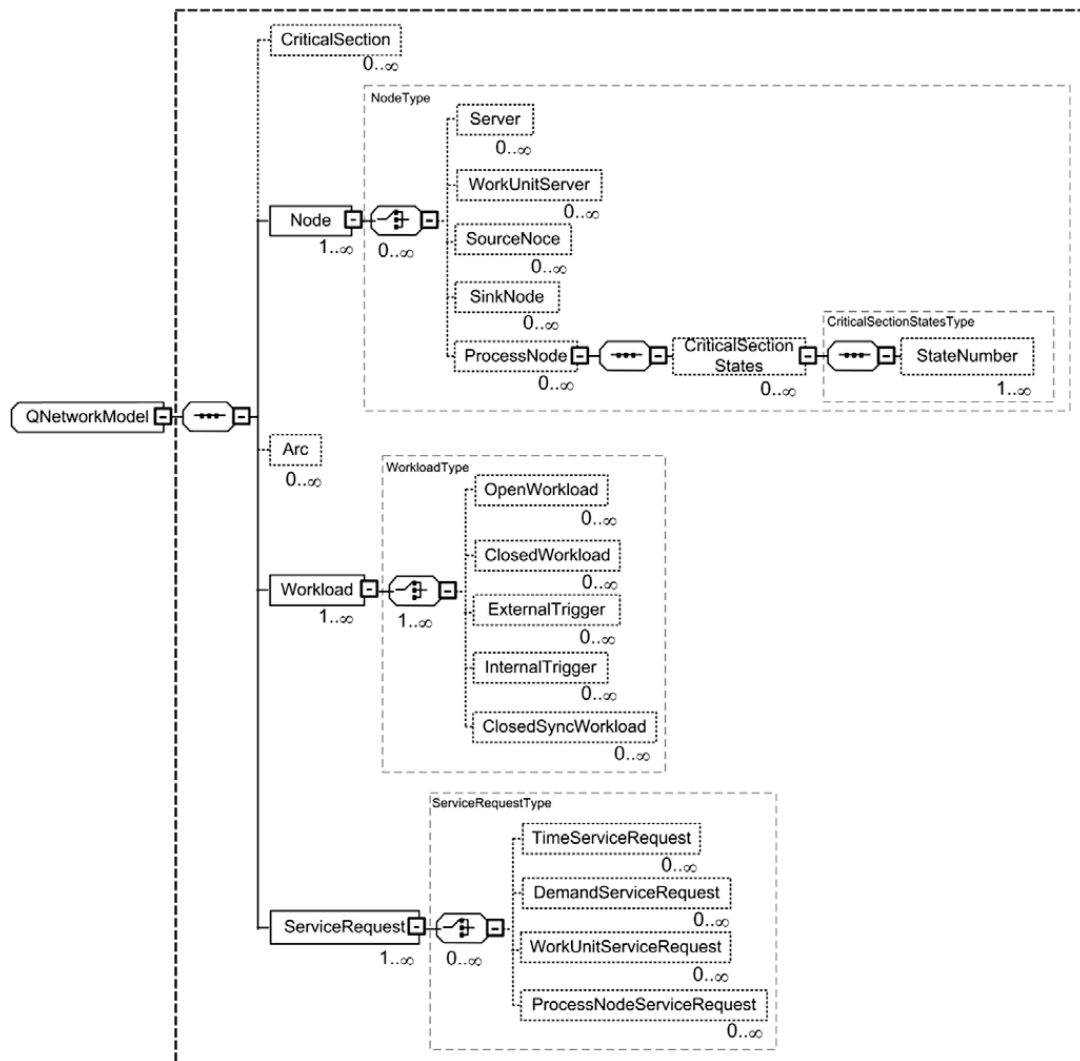 CriticalSection
0..∞
NodeType
Server
0..∞
WorkUnitServer
0..∞
Node
1..∞
0..∞
SourceNoce
0..∞
SinkNode
0..∞
CriticalSectionStatesType
ProcessNode
0..∞
CriticalSection
States
0..∞
StateNumber
1..∞
QNetworkModel
Arc
0..∞
WorkloadType
OpenWorkload
0..∞
ClosedWorkload
0..∞
Workload
1..∞
1..∞
ExternalTrigger
0..∞
InternalTrigger
0..∞
ClosedSyncWorkload
0..∞
ServiceRequestType
TimeServiceRequest
0..∞
DemandServiceRequest
0..∞
ServiceRequest
1..∞
0..∞
WorkUnitServiceRequest
0..∞
ProcessNodeServiceRequest
0..∞